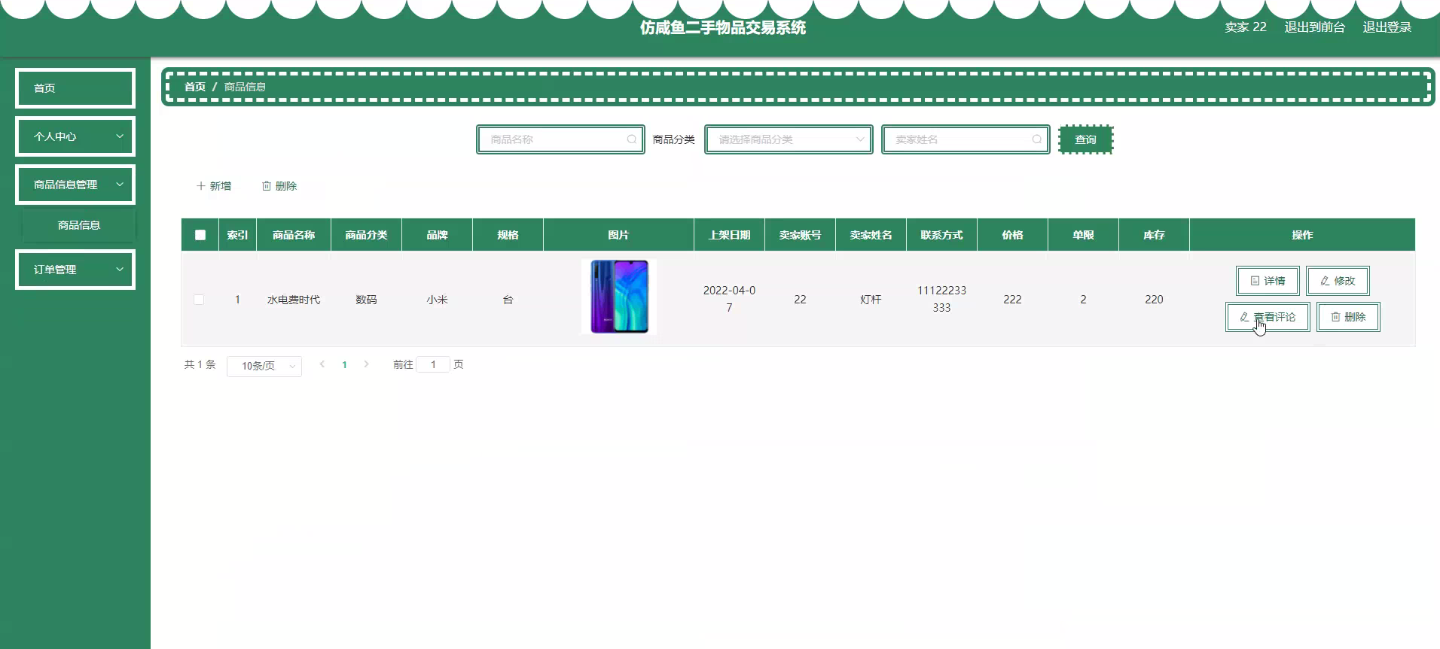 仿咸鱼二手物品交易系统
卖家 22 退出到前台 退出登录
首页
个人中心
商品信息管理
商品信息
订单管理
首页 / 商品信息
商品名称 商品分类 请选择商品分类 卖家姓名 查询
新增 删除
索引 商品名称 商品分类 品牌 规格 图片 上架日期 卖家账号 卖家姓名 联系方式 价格 单限 库存 操作
1 水电费时代 数码 小米 台 2022-04-0 22 灯杆 11122233 222 2 220 详情 修改
7 333 查看评论 删除
共 1 条 10条/页 1 前往 1 页